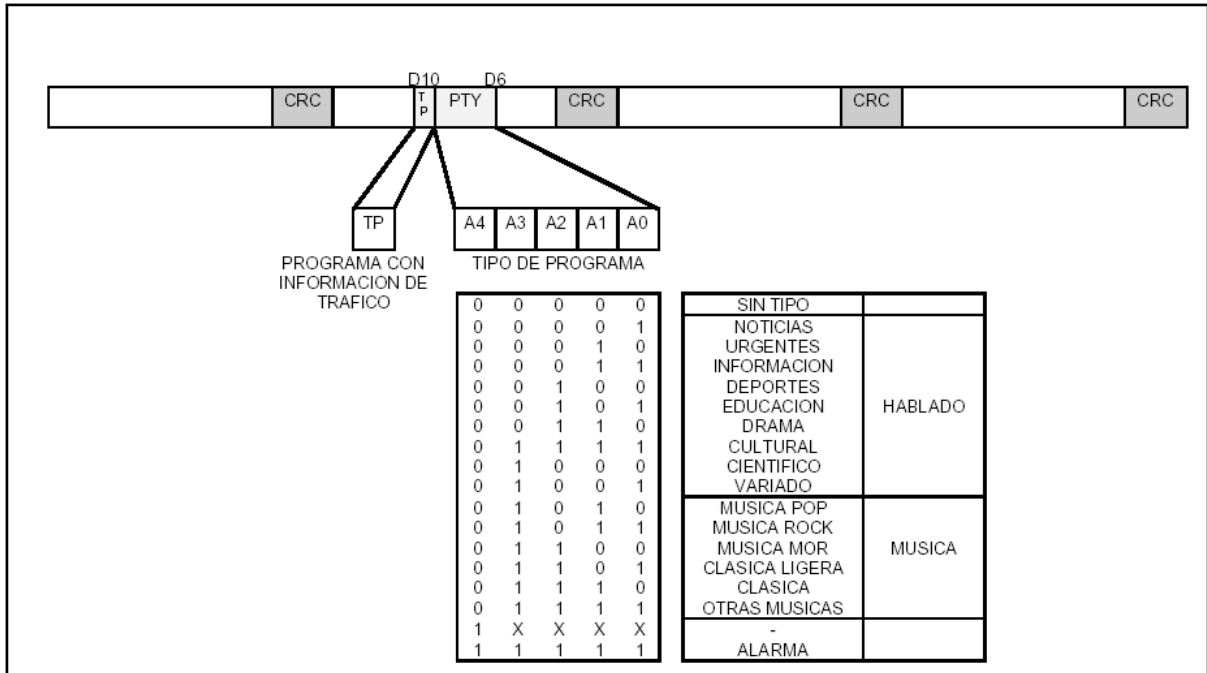 D10 D6
CRC T P PTY CRC CRC CRC
TP A4 A3 A2 A1 A0
PROGRAMA CON INFORMACION DE TRAFICO
TIPO DE PROGRAMA
0 0 0 0 0 SIN TIPO
0 0 0 0 1 NOTICIAS
0 0 0 1 0 URGENTES
0 0 0 1 1 INFORMACION
0 0 1 0 0 DEPORTES
0 0 1 0 1 EDUCACION HABLADO
0 0 1 1 0 DRAMA
0 1 1 1 1 CULTURAL
0 1 0 0 0 CIENTIFICO
0 1 0 0 1 VARIADO
0 1 0 1 0 MUSICA POP
0 1 0 1 1 MUSICA ROCK
0 1 1 0 0 MUSICA MOR MUSICA
0 1 1 0 1 CLASICA LIGERA
0 1 1 1 0 CLASICA
0 1 1 1 1 OTRAS MUSICAS
1 X X X X -
1 1 1 1 1 ALARMA